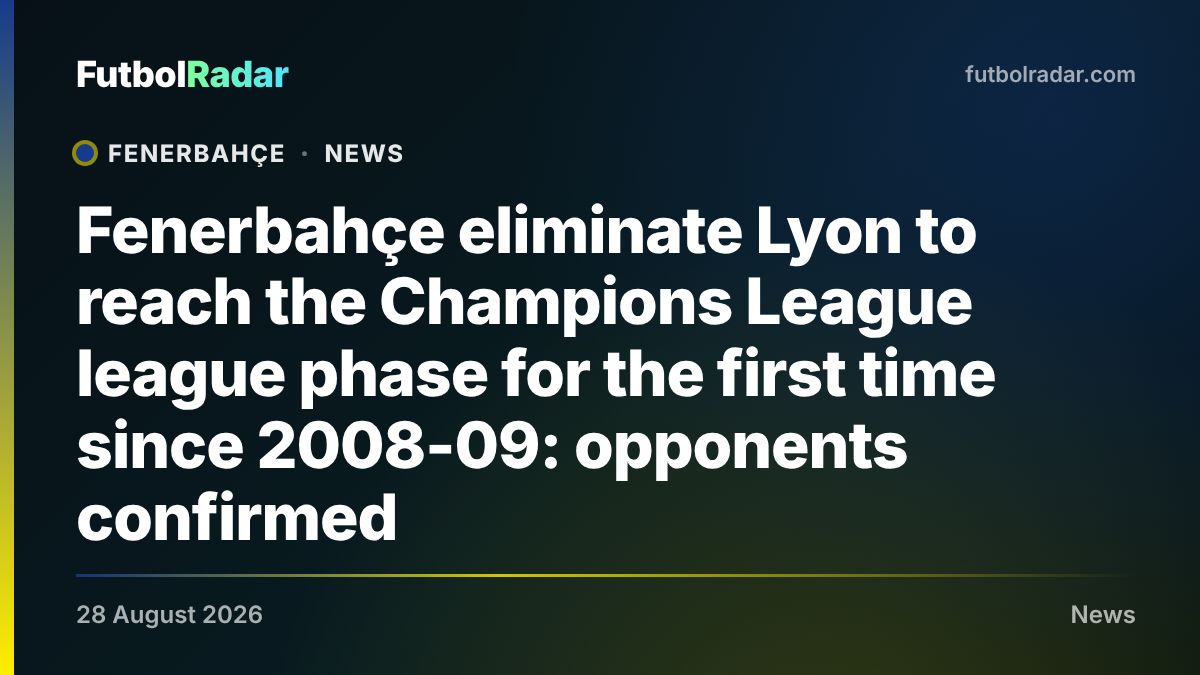 FutbolRadar
futbolradar.com
FENERBAHÇE · NEWS
Fenerbahçe eliminate Lyon to
reach the Champions League
league phase for the first time
since 2008-09: opponents
confirmed
28 August 2026
News